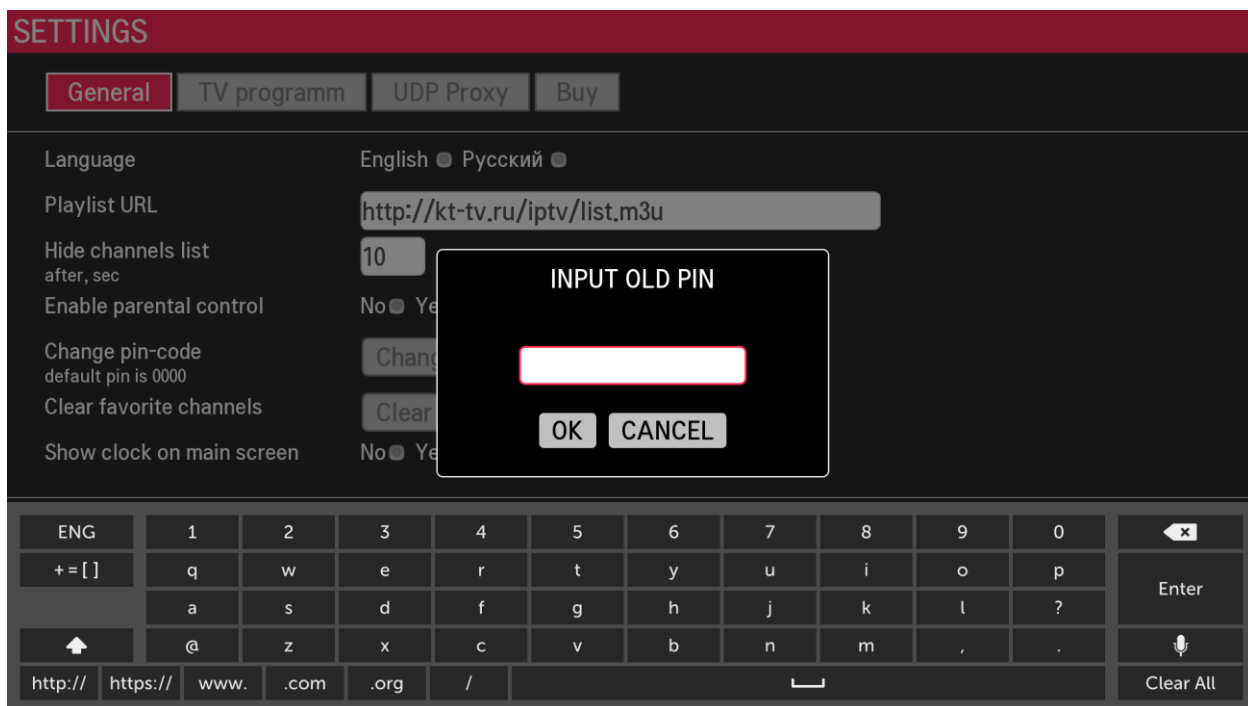 SETTINGS
General TV programm UDP Proxy Buy
Language English Русский
Playlist URL http://kt-tv.ru/iptv/list.m3u
Hide channels list 10
after, sec
INPUT OLD PIN
Enable parental control No
Change pin-code
default pin is 0000
Clear favorite channels Clear
OK CANCEL
Show clock on main screen No
ENG 1 2 3 4 5 6 7 8 9 0
+=[] q w e r t y u i o p
Enter
a s d f g h j k l ?
@ z x c v b n m , .
http:// https:// www. .com .org / Clear All